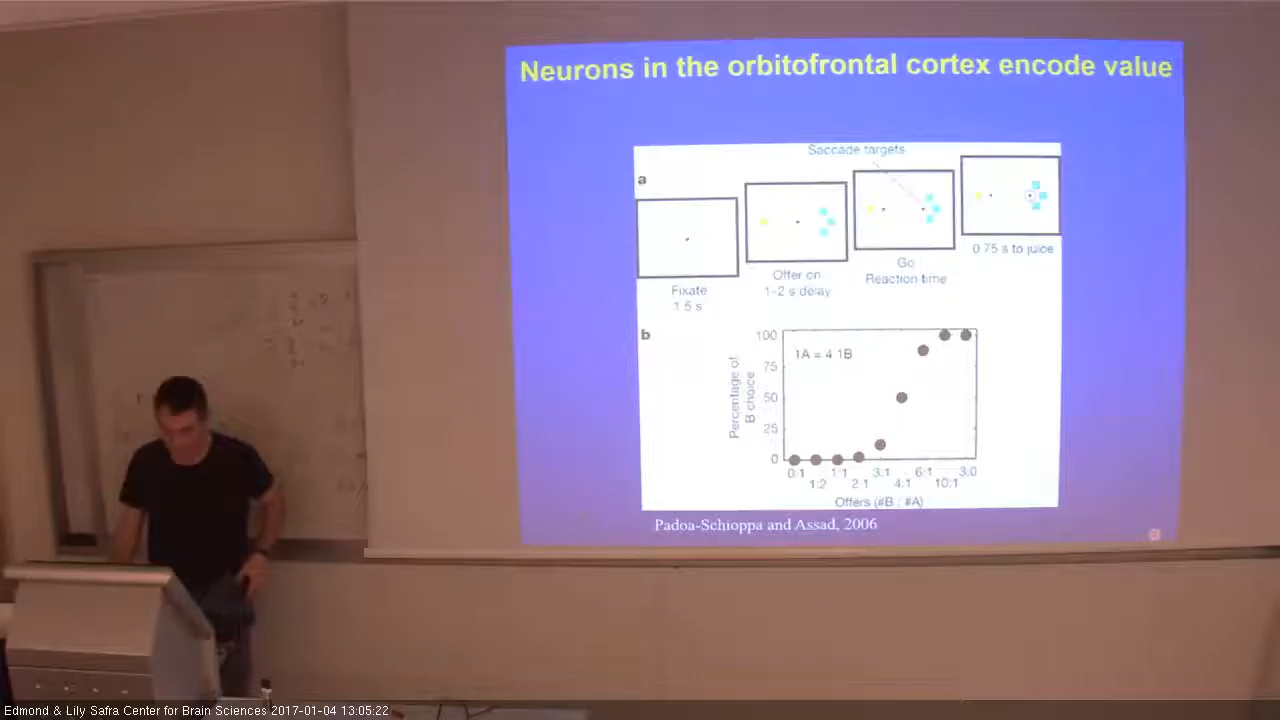 Neurons in the orbitofrontal cortex encode value
Saccade targets
a
Fixate
1.5 s
Offer on
1-2 s delay
Go
Reaction time
0.75 s to juice
b
1A = 4.1B
Percentage of
B choice
100
75
50
25
0
0:1
1:2
1:1
2:1
3:1
4:1
6:1
10:1
3:0
Offers (#B : #A)
Padoa-Schioppa and Assad, 2006
Edmond & Lily Safra Center for Brain Sciences 2017-01-04 13:05:22